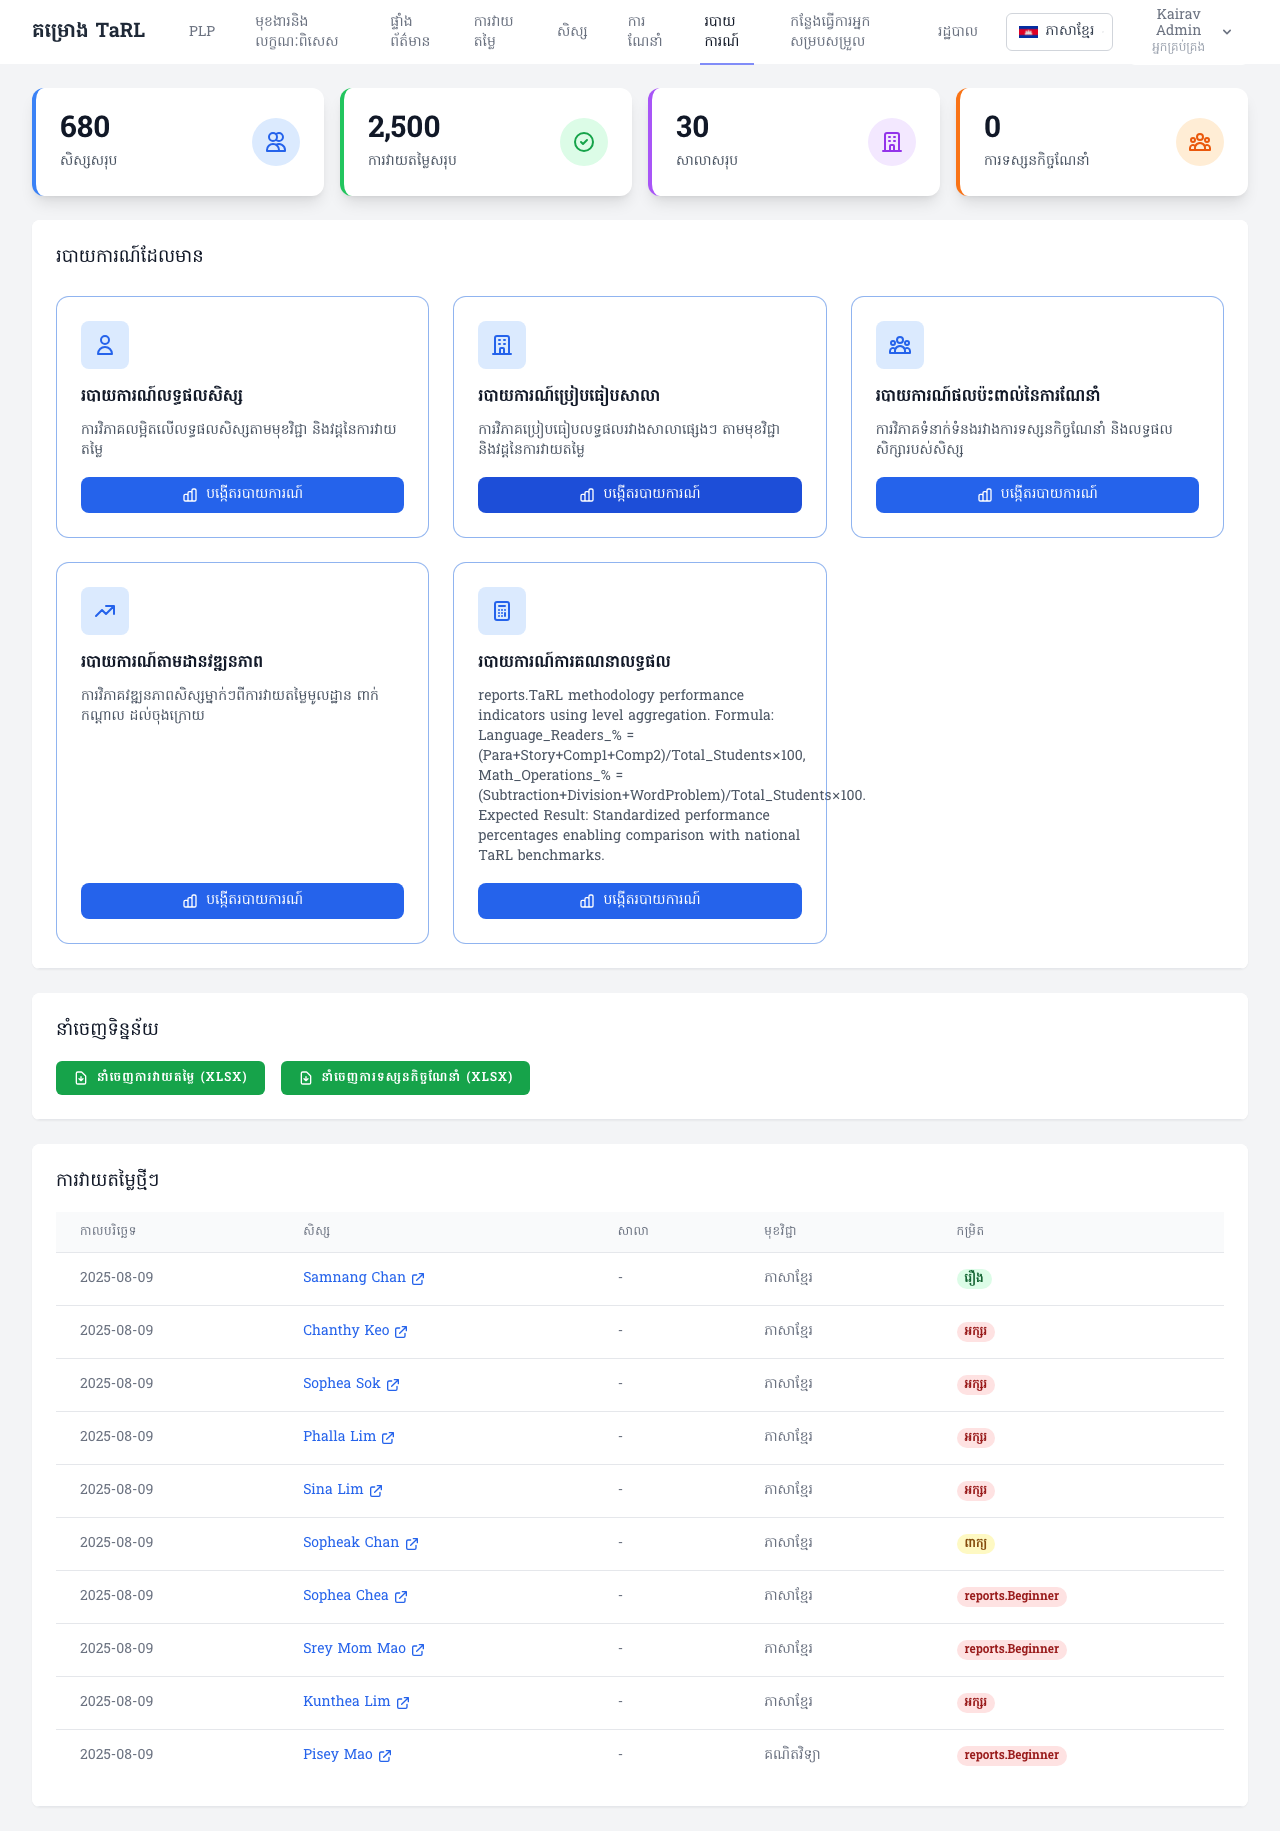 គម្រោង TaRL
PLP
មុខងារនិង
លក្ខណៈពិសេស
ផ្ទាំង
ព័ត៌មាន
ការវាយ
តម្លៃ
សិស្ស
ការ
ណែនាំ
របាយ
ការណ៍
កន្លែងធ្វើការអ្នក
សម្របសម្រួល
រដ្ឋបាល
ភាសាខ្មែរ
Kairav
Admin
អ្នកគ្រប់គ្រង
680
សិស្សសរុប
2,500
ការវាយតម្លៃសរុប
30
សាលាសរុប
0
ការទស្សនកិច្ចណែនាំ
របាយការណ៍ដែលមាន
របាយការណ៍លទ្ធផលសិស្ស
ការវិភាគលម្អិតលើលទ្ធផលសិស្សតាមមុខវិជ្ជា និងវដ្តនៃការវាយ
តម្លៃ
បង្កើតរបាយការណ៍
របាយការណ៍ប្រៀបធៀបសាលា
ការវិភាគប្រៀបធៀបលទ្ធផលរវាងសាលាផ្សេងៗ តាមមុខវិជ្ជា
និងវដ្តនៃការវាយតម្លៃ
បង្កើតរបាយការណ៍
របាយការណ៍ផលប៉ះពាល់នៃការណែនាំ
ការវិភាគទំនាក់ទំនងរវាងការទស្សនកិច្ចណែនាំ និងលទ្ធផល
សិក្សារបស់សិស្ស
បង្កើតរបាយការណ៍
របាយការណ៍តាមដានវឌ្ឍនភាព
ការវិភាគវឌ្ឍនភាពសិស្សម្នាក់ៗពីការវាយតម្លៃមូលដ្ឋាន ពាក់
កណ្តាល ដល់ចុងក្រោយ
បង្កើតរបាយការណ៍
របាយការណ៍ការគណនាលទ្ធផល
reports.TaRL methodology performance
indicators using level aggregation. Formula:
Language_Readers_% =
(Para+Story+Comp1+Comp2)/Total_Students×100,
Math_Operations_% =
(Subtraction+Division+WordProblem)/Total_Students×100.
Expected Result: Standardized performance
percentages enabling comparison with national
TaRL benchmarks.
បង្កើតរបាយការណ៍
នាំចេញទិន្នន័យ
នាំចេញការវាយតម្លៃ (XLSX)
នាំចេញការទស្សនកិច្ចណែនាំ (XLSX)
ការវាយតម្លៃថ្មីៗ
កាលបរិច្ឆេទ សិស្ស សាលា មុខវិជ្ជា កម្រិត
2025-08-09 Samnang Chan - ភាសាខ្មែរ រឿង
2025-08-09 Chanthy Keo - ភាសាខ្មែរ អក្សរ
2025-08-09 Sophea Sok - ភាសាខ្មែរ អក្សរ
2025-08-09 Phalla Lim - ភាសាខ្មែរ អក្សរ
2025-08-09 Sina Lim - ភាសាខ្មែរ អក្សរ
2025-08-09 Sopheak Chan - ភាសាខ្មែរ ពាក្យ
2025-08-09 Sophea Chea - ភាសាខ្មែរ reports.Beginner
2025-08-09 Srey Mom Mao - ភាសាខ្មែរ reports.Beginner
2025-08-09 Kunthea Lim - ភាសាខ្មែរ អក្សរ
2025-08-09 Pisey Mao - គណិតវិទ្យា reports.Beginner